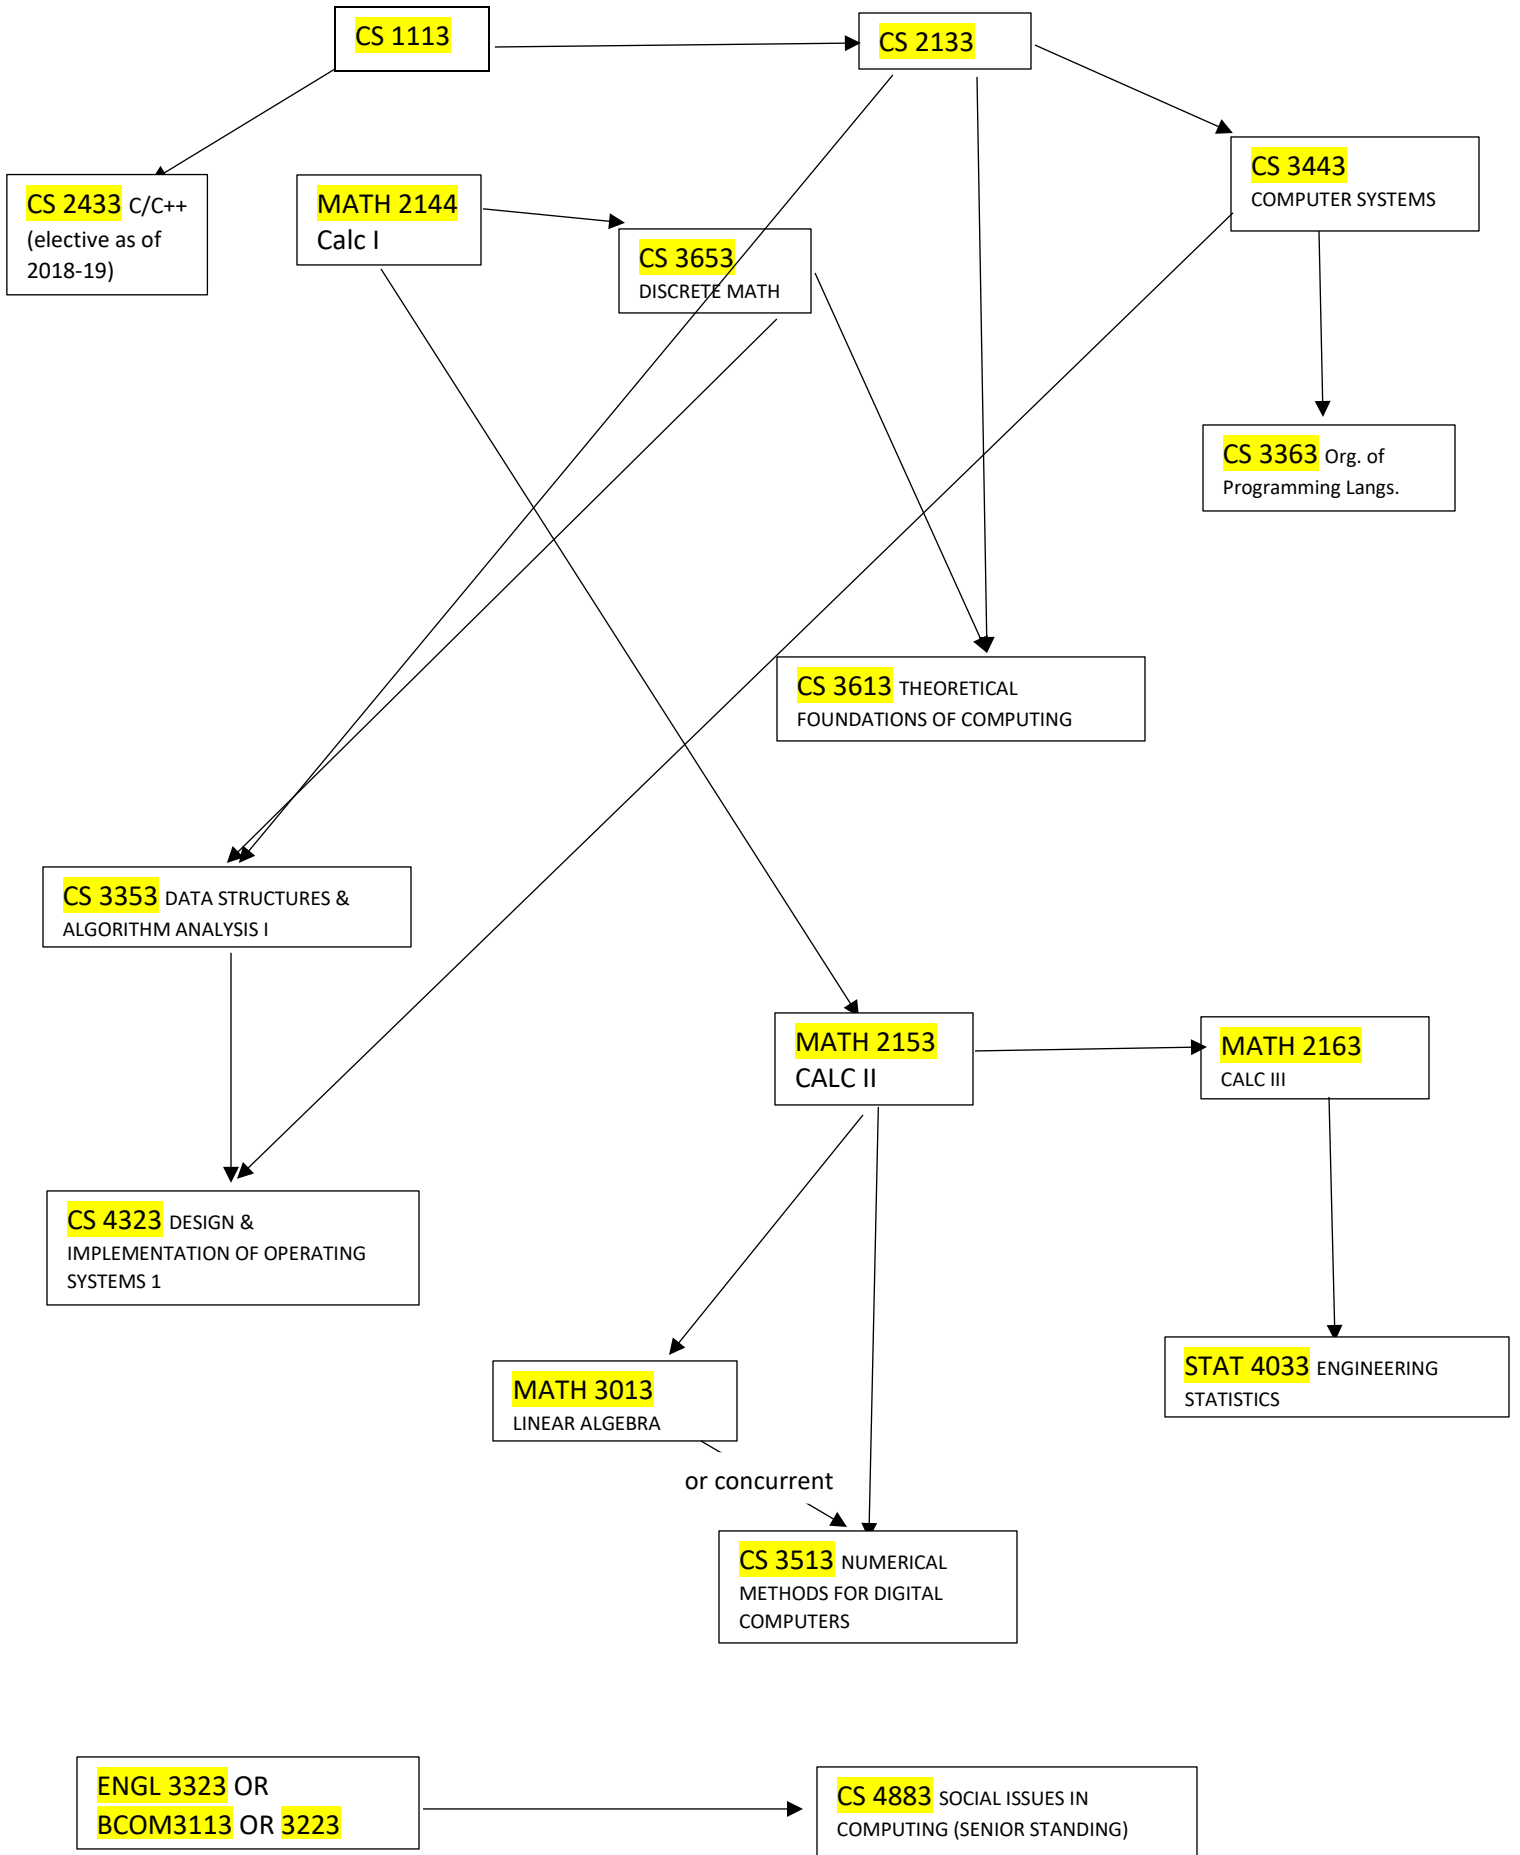 CS 1113
CS 2133
CS 3443
COMPUTER SYSTEMS
CS 2433 C/C++
(elective as of
2018-19)
MATH 2144
Calc I
CS 3653
DISCRETE MATH
CS 3363 Org. of
Programming Langs.
CS 3613 THEORETICAL
FOUNDATIONS OF COMPUTING
CS 3353 DATA STRUCTURES &
ALGORITHM ANALYSIS I
MATH 2153
CALC II
MATH 2163
CALC III
CS 4323 DESIGN &
IMPLEMENTATION OF OPERATING
SYSTEMS 1
MATH 3013
LINEAR ALGEBRA
STAT 4033 ENGINEERING
STATISTICS
or concurrent
CS 3513 NUMERICAL
METHODS FOR DIGITAL
COMPUTERS
ENGL 3323 OR
BCOM3113 OR 3223
CS 4883 SOCIAL ISSUES IN
COMPUTING (SENIOR STANDING)